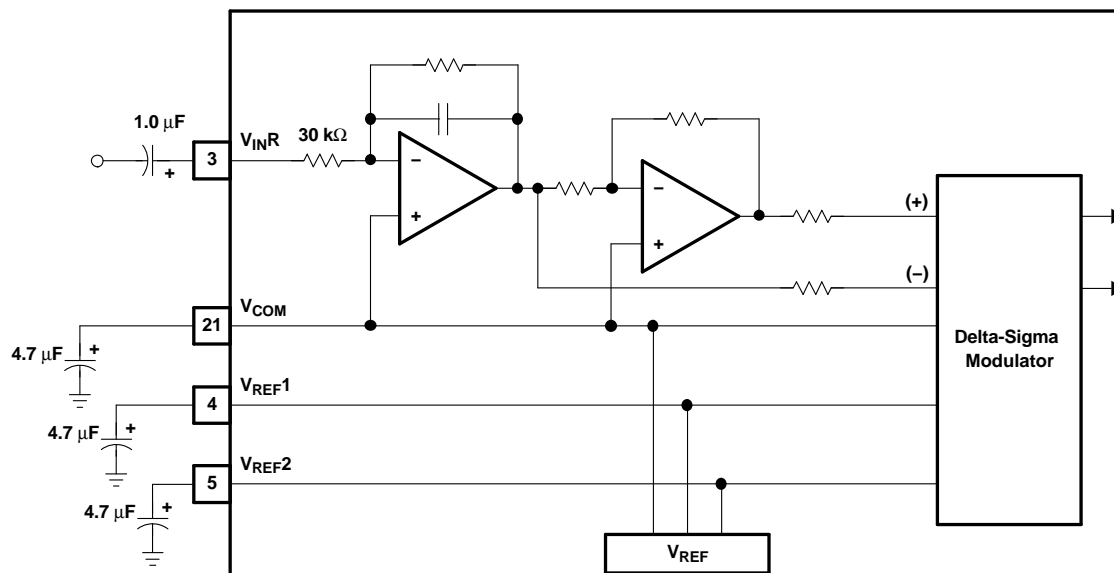 1.0 μF
+
3
V_INR
30 kΩ
−
+
−
+
(+)
(−)
Delta-Sigma
Modulator
21
V_COM
4.7 μF
+
4
V_REF1
4.7 μF
+
5
V_REF2
4.7 μF
+
V_REF